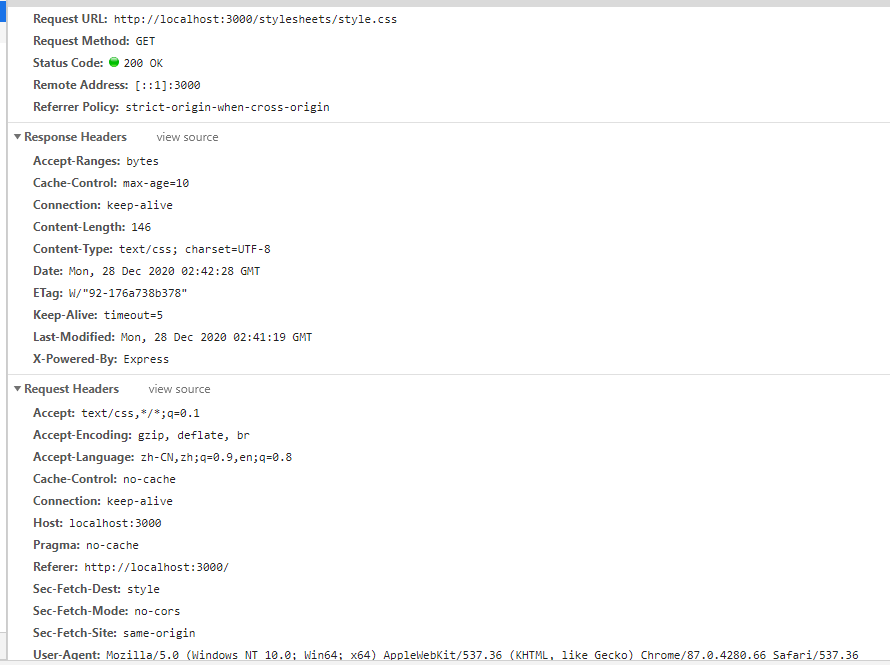 Request URL: http://localhost:3000/stylesheets/style.css
Request Method: GET
Status Code: 200 OK
Remote Address: [::1]:3000
Referrer Policy: strict-origin-when-cross-origin
Response Headers view source
Accept-Ranges: bytes
Cache-Control: max-age=10
Connection: keep-alive
Content-Length: 146
Content-Type: text/css; charset=UTF-8
Date: Mon, 28 Dec 2020 02:42:28 GMT
ETag: W/"92-176a738b378"
Keep-Alive: timeout=5
Last-Modified: Mon, 28 Dec 2020 02:41:19 GMT
X-Powered-By: Express
Request Headers view source
Accept: text/css,*/*;q=0.1
Accept-Encoding: gzip, deflate, br
Accept-Language: zh-CN,zh;q=0.9,en;q=0.8
Cache-Control: no-cache
Connection: keep-alive
Host: localhost:3000
Pragma: no-cache
Referer: http://localhost:3000/
Sec-Fetch-Dest: style
Sec-Fetch-Mode: no-cors
Sec-Fetch-Site: same-origin
User-Agent: Mozilla/5.0 (Windows NT 10.0; Win64; x64) AppleWebKit/537.36 (KHTML, like Gecko) Chrome/87.0.4280.66 Safari/537.36